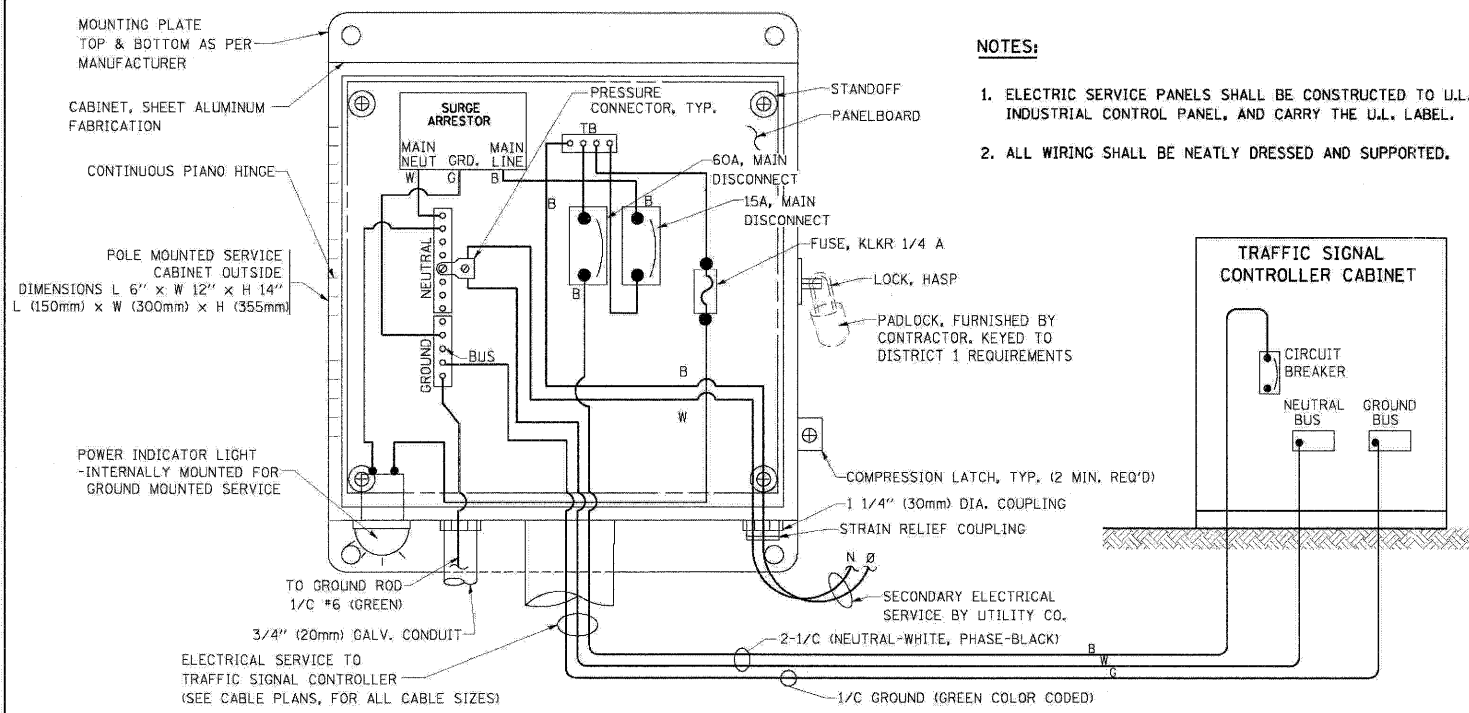 MOUNTING PLATE
TOP & BOTTOM AS PER
MANUFACTURER
CABINET, SHEET ALUMINUM
FABRICATION
CONTINUOUS PIANO HINGE
POLE MOUNTED SERVICE
CABINET OUTSIDE
DIMENSIONS L 6" x W 12" x H 14"
L (150mm) x W (300mm) x H (355mm)
POWER INDICATOR LIGHT
-INTERNALLY MOUNTED FOR
GROUND MOUNTED SERVICE
SURGE
ARRESTOR
MAIN
NEUT
GRD.
MAIN
LINE
W
G
B
PRESSURE
CONNECTOR, TYP.
TB
STANDOFF
PANELBOARD
60A, MAIN
DISCONNECT
15A, MAIN
DISCONNECT
B
B
B
NEUTRAL
GROUND
BUS
FUSE, KLKR 1/4 A
LOCK, HASP
PADLOCK, FURNISHED BY
CONTRACTOR. KEYED TO
DISTRICT 1 REQUIREMENTS
B
W
COMPRESSION LATCH, TYP. (2 MIN. REQ'D)
1 1/4" (30mm) DIA. COUPLING
STRAIN RELIEF COUPLING
N Ø
SECONDARY ELECTRICAL
SERVICE BY UTILITY CO.
TO GROUND ROD
1/C #6 (GREEN)
3/4" (20mm) GALV. CONDUIT
ELECTRICAL SERVICE TO
TRAFFIC SIGNAL CONTROLLER
(SEE CABLE PLANS, FOR ALL CABLE SIZES)
2-1/C (NEUTRAL-WHITE, PHASE-BLACK)
B
W
G
1/C GROUND (GREEN COLOR CODED)
NOTES:
1. ELECTRIC SERVICE PANELS SHALL BE CONSTRUCTED TO U.L.
INDUSTRIAL CONTROL PANEL, AND CARRY THE U.L. LABEL.
2. ALL WIRING SHALL BE NEATLY DRESSED AND SUPPORTED.
TRAFFIC SIGNAL
CONTROLLER CABINET
CIRCUIT
BREAKER
NEUTRAL
BUS
GROUND
BUS